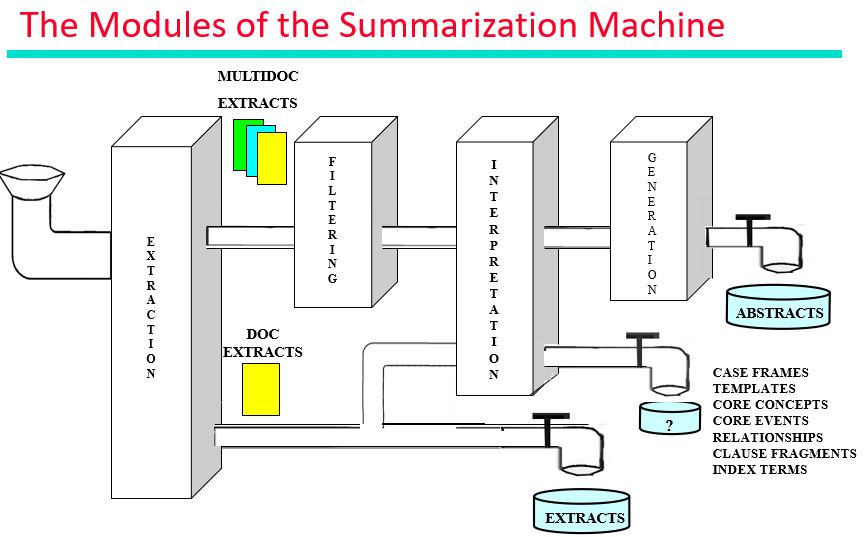 The Modules of the Summarization Machine
MULTIDOC
EXTRACTS
EXTRACTION
FILTERING
INTERPRETATION
GENERATION
ABSTRACTS
DOC
EXTRACTS
?
CASE FRAMES
TEMPLATES
CORE CONCEPTS
CORE EVENTS
RELATIONSHIPS
CLAUSE FRAGMENTS
INDEX TERMS
EXTRACTS